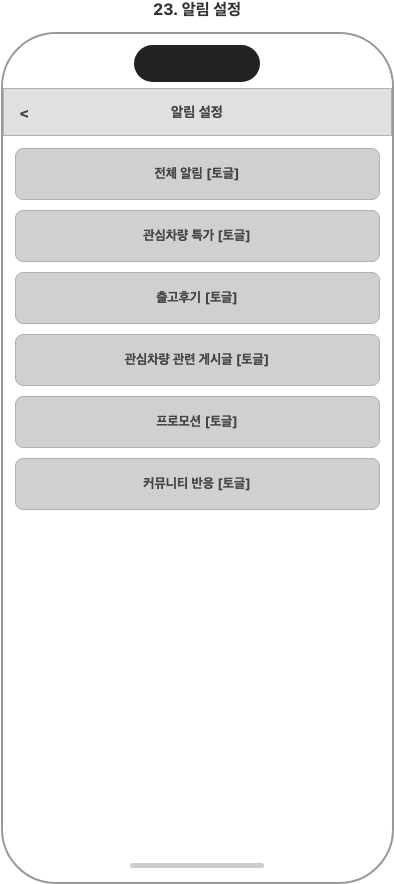 23. 알림 설정
< 알림 설정
전체 알림 [토글]
관심차량 특가 [토글]
출고후기 [토글]
관심차량 관련 게시글 [토글]
프로모션 [토글]
커뮤니티 반응 [토글]